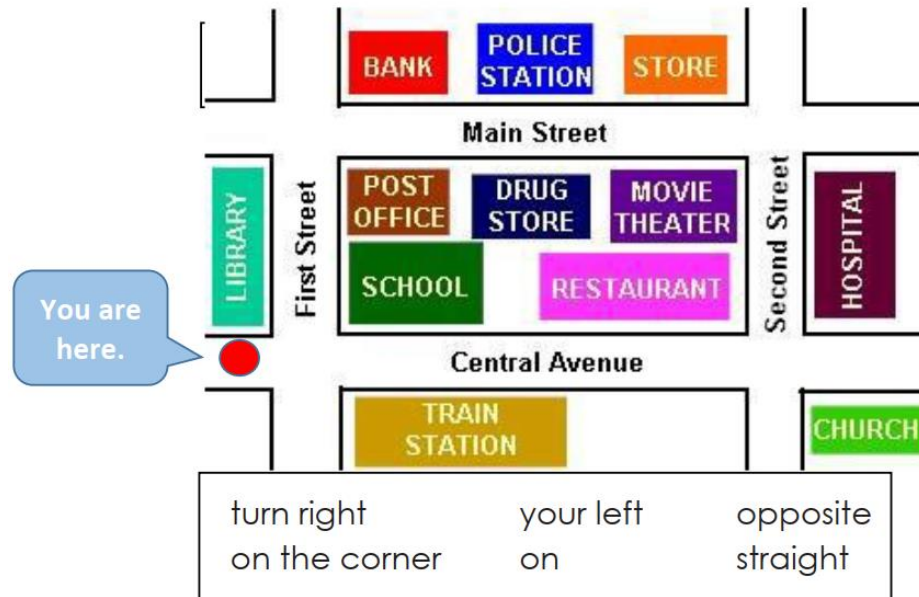 BANK
POLICE
STATION
STORE
Main Street
LIBRARY
First Street
POST
OFFICE
DRUG
STORE
MOVIE
THEATER
Second Street
HOSPITAL
SCHOOL
RESTAURANT
You are
here.
Central Avenue
TRAIN
STATION
CHURCH
turn right your left opposite
on the corner on straight